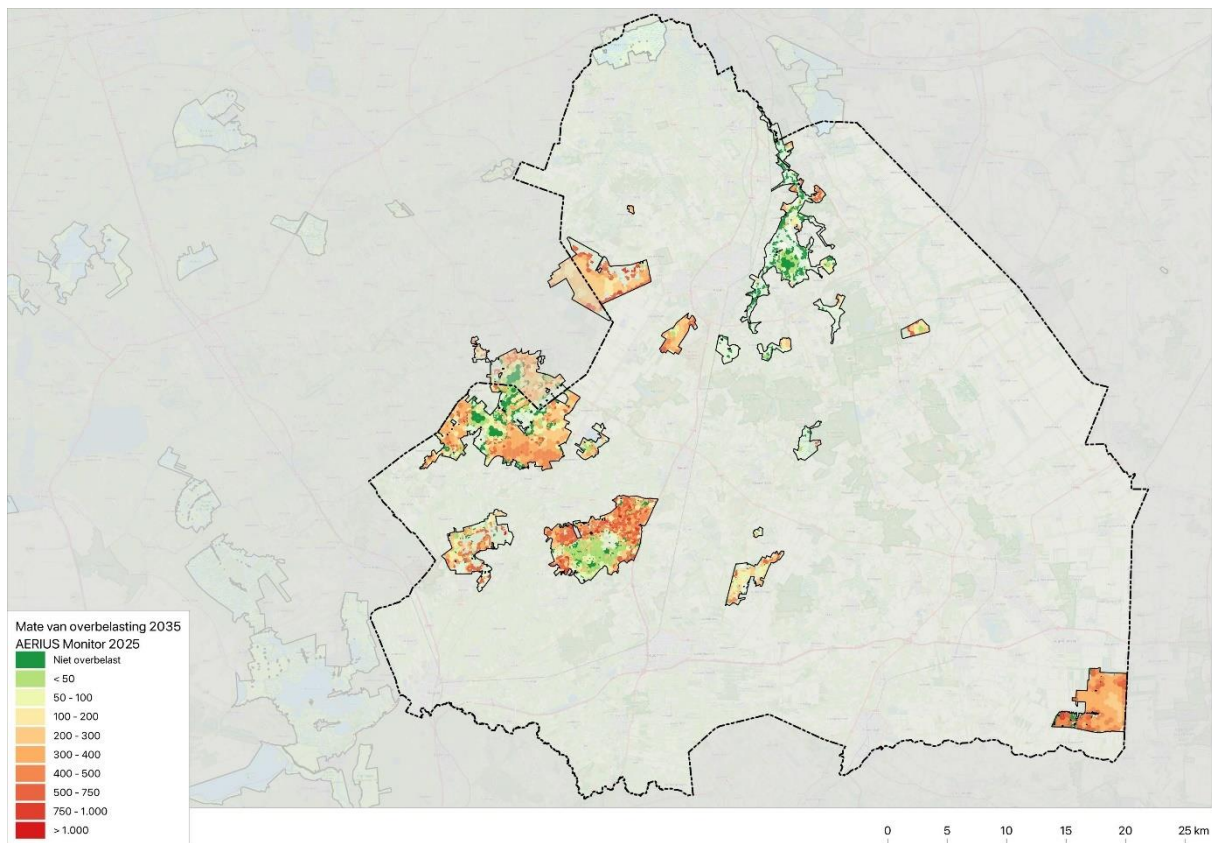 Mate van overbelasting 2035
AERIUS Monitor 2025
Niet overbelast
< 50
50 - 100
100 - 200
200 - 300
300 - 400
400 - 500
500 - 750
750 - 1.000
> 1.000
0 5 10 15 20 25 km